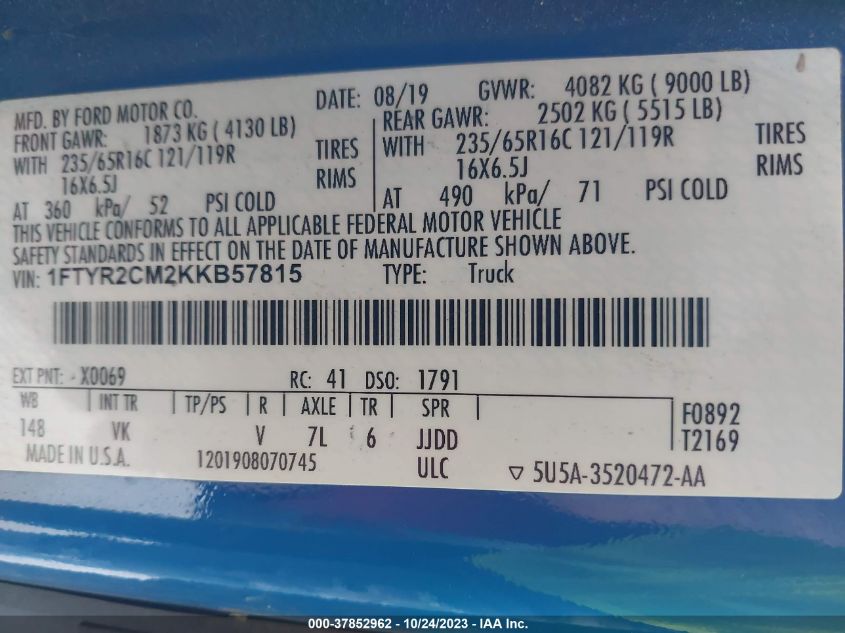 MFD. BY FORD MOTOR CO. DATE: 08/19 GVWR: 4082 KG ( 9000 LB)
FRONT GAWR: 1873 KG ( 4130 LB)
WITH 235/65R16C 121/119R TIRES
16X6.5J RIMS
AT 360 kPa/ 52 PSI COLD
REAR GAWR: 2502 KG ( 5515 LB)
WITH 235/65R16C 121/119R TIRES
16X6.5J RIMS
AT 490 kPa/ 71 PSI COLD
THIS VEHICLE CONFORMS TO ALL APPLICABLE FEDERAL MOTOR VEHICLE
SAFETY STANDARDS IN EFFECT ON THE DATE OF MANUFACTURE SHOWN ABOVE.
VIN: 1FTYR2CM2KKB57815 TYPE: Truck
EXT PNT: - X0069 RC: 41 DSO: 1791
WB INT TR TP/PS R AXLE TR SPR F0892
148 VK V 7L 6 JJDD T2169
MADE IN U.S.A. 1201908070745 ULC 5U5A-3520472-AA
000-37852962 - 10/24/2023 - IAA Inc.